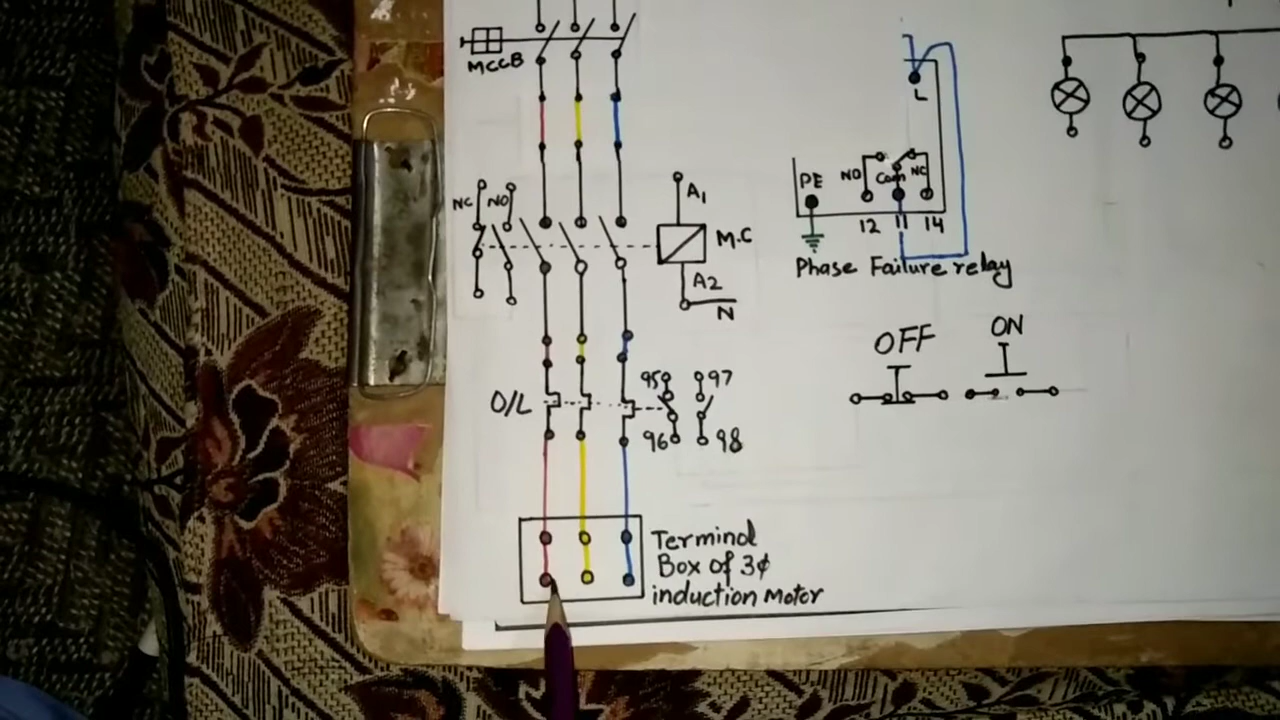 MCCB
L
PE
NO
Com
NC
12
11
14
Phase Failure relay
NC
NO
A1
M.C
A2
N
OFF
ON
O/L
95
97
96
98
Terminal
Box of 3φ
induction Motor